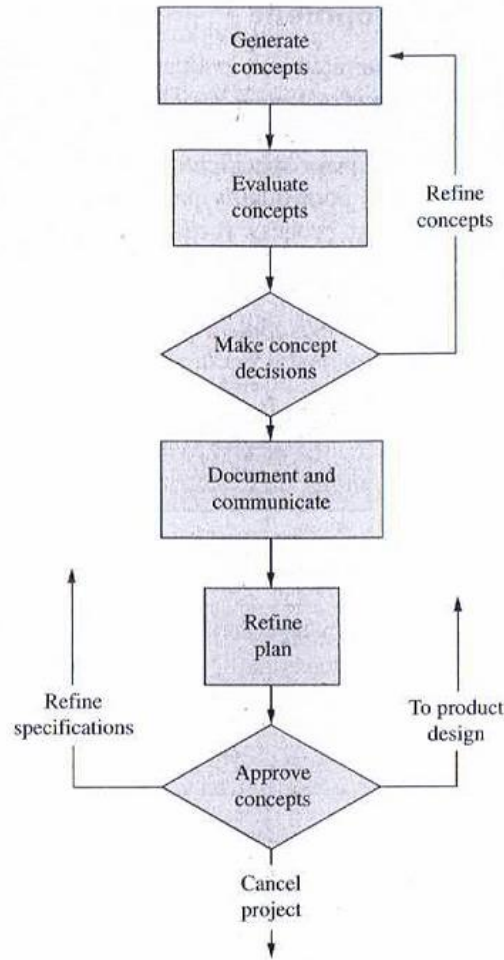 Generate
concepts
Evaluate
concepts
Refine
concepts
Make concept
decisions
Document and
communicate
Refine
plan
Refine
specifications
To product
design
Approve
concepts
Cancel
project